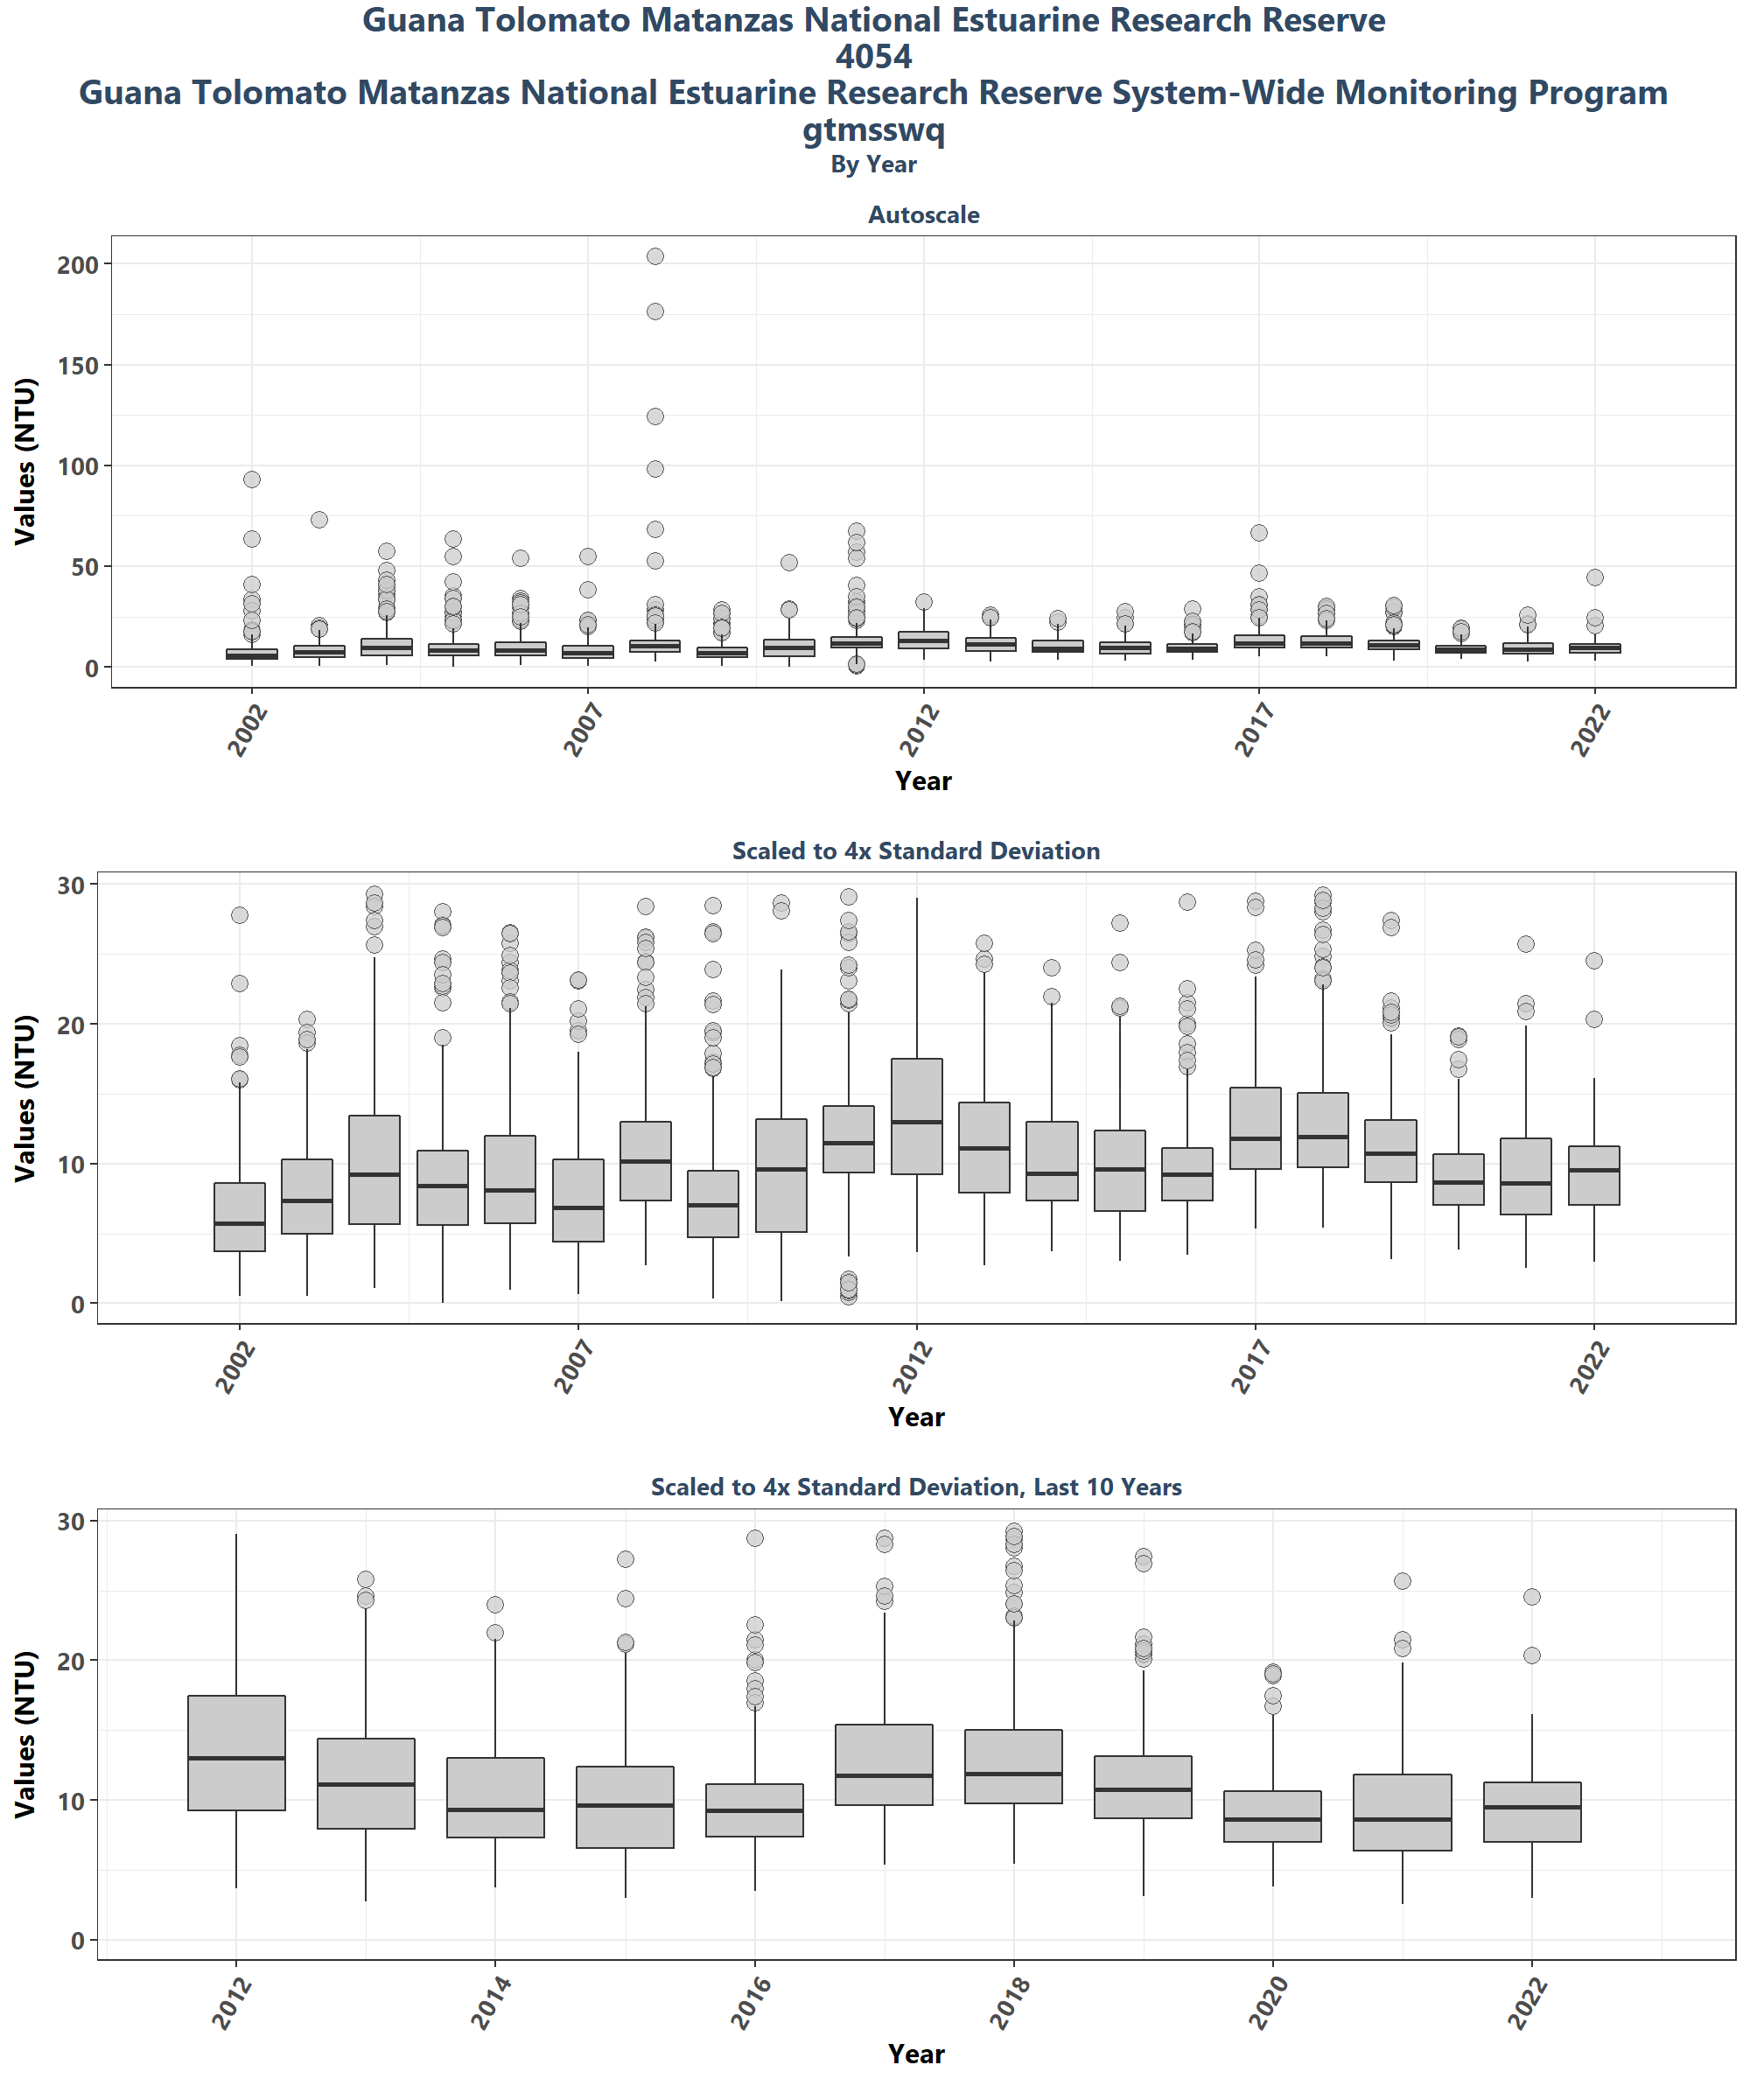 Guana Tolomato Matanzas National Estuarine Research Reserve
4054
Guana Tolomato Matanzas National Estuarine Research Reserve System-Wide Monitoring Program
gtmsswq
By Year
Autoscale
Values (NTU)
200
150
100
50
0
2002
2007
2012
2017
2022
Year
Scaled to 4x Standard Deviation
Values (NTU)
30
20
10
0
2002
2007
2012
2017
2022
Year
Scaled to 4x Standard Deviation, Last 10 Years
Values (NTU)
30
20
10
0
2012
2014
2016
2018
2020
2022
Year